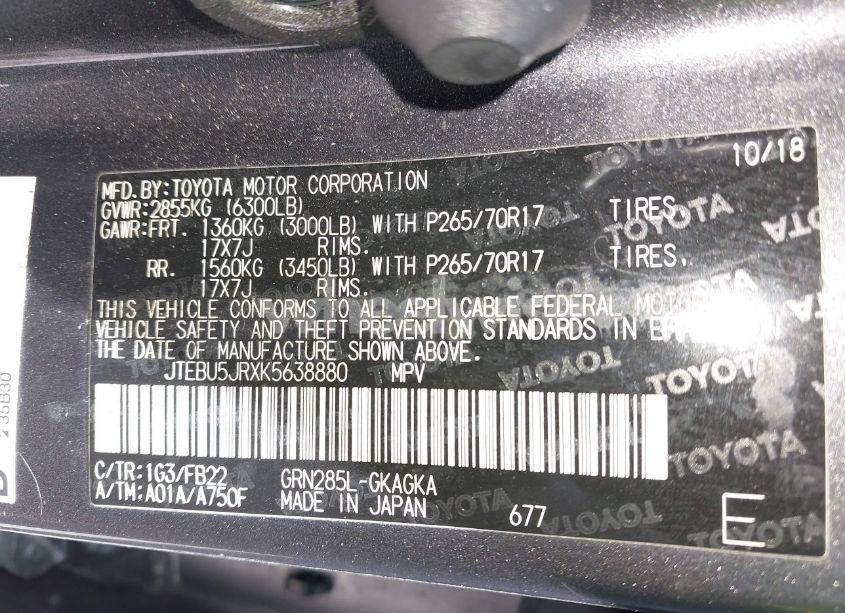 10/18
MFD.BY:TOYOTA MOTOR CORPORATION
GVWR:2855KG (6300LB)
GAWR:FRT. 1360KG (3000LB) WITH P265/70R17 TIRES,
17X7J RIMS.
RR. 1560KG (3450LB) WITH P265/70R17 TIRES,
17X7J RIMS.
THIS VEHICLE CONFORMS TO ALL APPLICABLE FEDERAL MOTOR
VEHICLE SAFETY AND THEFT PREVENTION STANDARDS IN EFFECT ON
THE DATE OF MANUFACTURE SHOWN ABOVE.
JTEBU5JRXK5638880 MPV
C/TR:1G3/FB22 GRN285L-GKAGKA
A/TM:A01A/A750F MADE IN JAPAN 677 E
35B30